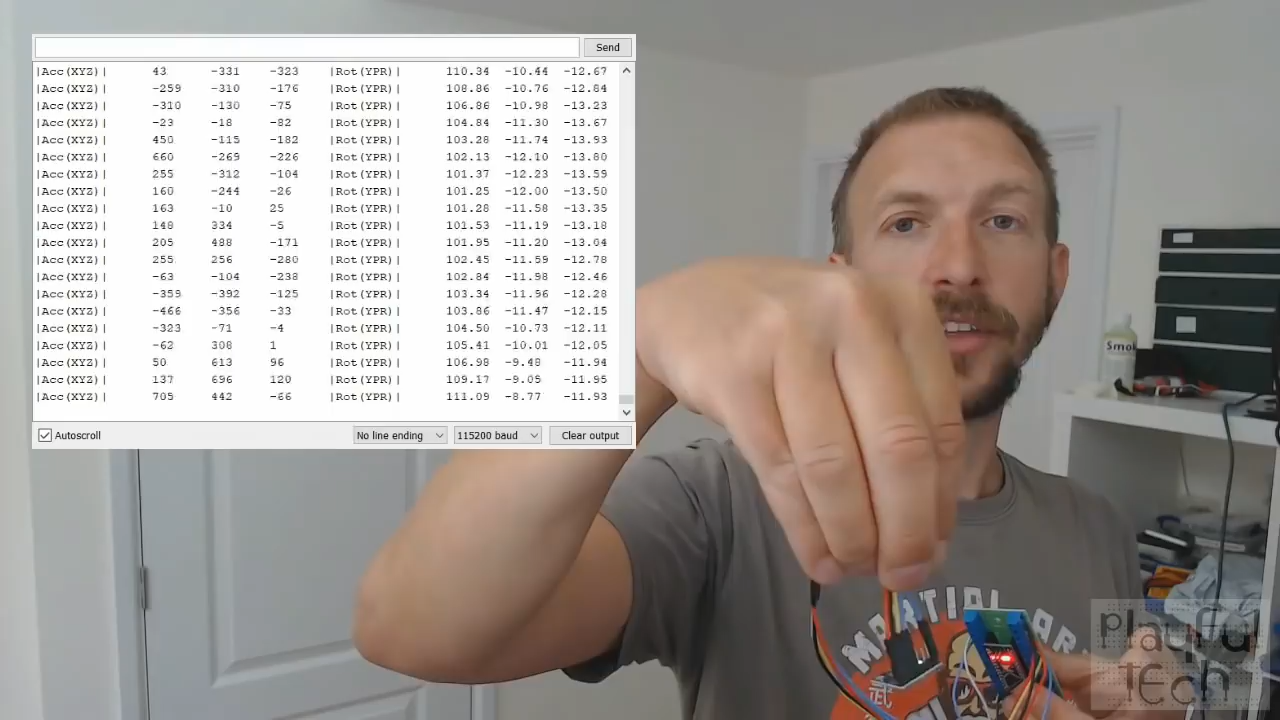 Send
|Acc(XYZ)| 43 -331 -323 |Rot(YPR)| 110.34 -10.44 -12.67
|Acc(XYZ)| -259 -310 -176 |Rot(YPR)| 108.86 -10.76 -12.84
|Acc(XYZ)| -310 -130 -75 |Rot(YPR)| 106.86 -10.98 -13.23
|Acc(XYZ)| -23 -18 -82 |Rot(YPR)| 104.84 -11.30 -13.67
|Acc(XYZ)| 450 -115 -182 |Rot(YPR)| 103.28 -11.74 -13.93
|Acc(XYZ)| 660 -269 -226 |Rot(YPR)| 102.13 -12.10 -13.80
|Acc(XYZ)| 255 -312 -104 |Rot(YPR)| 101.37 -12.23 -13.59
|Acc(XYZ)| 160 -244 -26 |Rot(YPR)| 101.25 -12.00 -13.50
|Acc(XYZ)| 163 -10 25 |Rot(YPR)| 101.28 -11.58 -13.35
|Acc(XYZ)| 148 334 -5 |Rot(YPR)| 101.53 -11.19 -13.18
|Acc(XYZ)| 205 488 -171 |Rot(YPR)| 101.95 -11.20 -13.04
|Acc(XYZ)| 255 256 -280 |Rot(YPR)| 102.45 -11.59 -12.78
|Acc(XYZ)| -63 -104 -238 |Rot(YPR)| 102.84 -11.98 -12.46
|Acc(XYZ)| -359 -392 -125 |Rot(YPR)| 103.34 -11.96 -12.28
|Acc(XYZ)| -466 -356 -33 |Rot(YPR)| 103.86 -11.47 -12.15
|Acc(XYZ)| -323 -71 -4 |Rot(YPR)| 104.50 -10.73 -12.11
|Acc(XYZ)| -62 308 1 |Rot(YPR)| 105.41 -10.01 -12.05
|Acc(XYZ)| 50 613 96 |Rot(YPR)| 106.98 -9.48 -11.94
|Acc(XYZ)| 137 696 120 |Rot(YPR)| 109.17 -9.05 -11.95
|Acc(XYZ)| 705 442 -66 |Rot(YPR)| 111.09 -8.77 -11.93
Autoscroll No line ending 115200 baud Clear output
Smok
MARTIAL AR
武
playful
tech